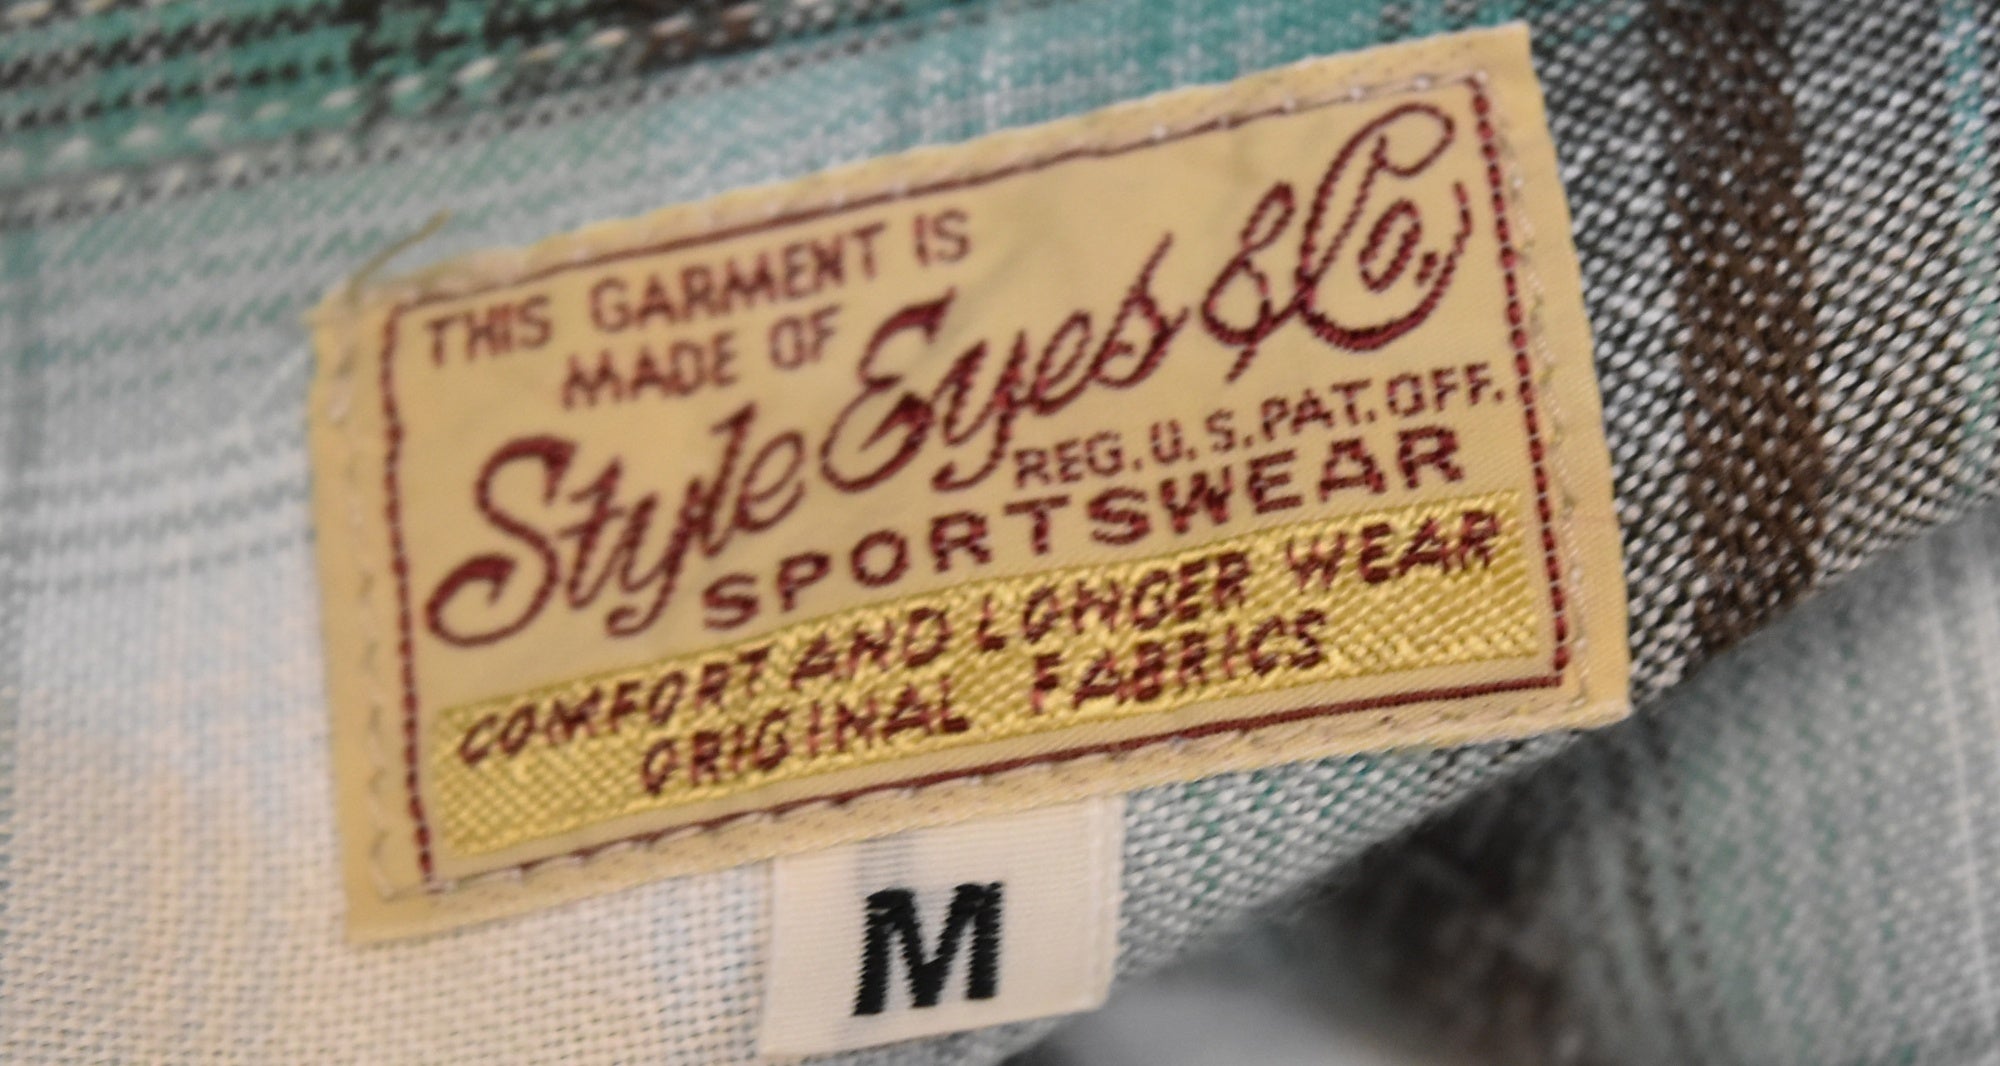 THIS GARMENT IS
MADE OF
Style Eyes & Co.
REG. U. S. PAT. OFF.
SPORTSWEAR
COMFORT AND LONGER WEAR
ORIGINAL FABRICS
M